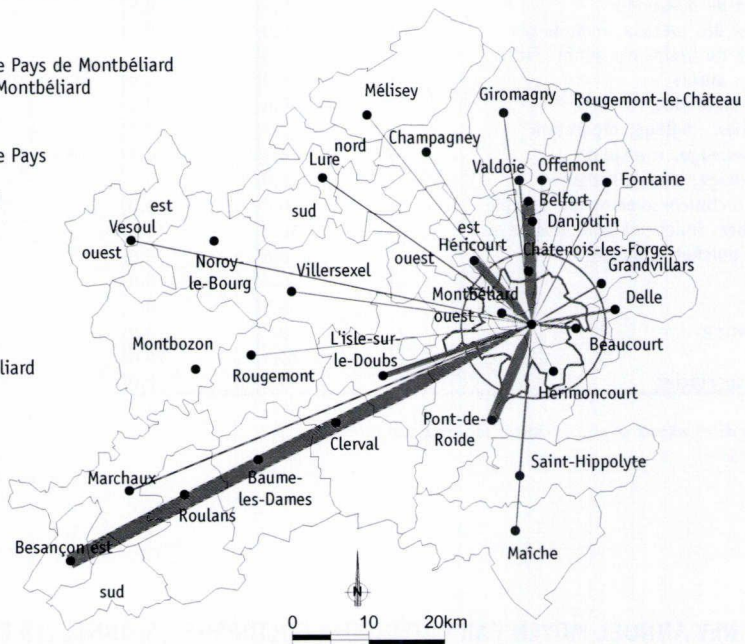 e Pays de Montbéliard
Montbéliard
e Pays
liard
Mélisey
Giromagny
Rougemont-le-Château
nord
Champagney
Lure
Valdoie
Offemont
Fontaine
est
sud
Belfort
Danjoutin
Vesoul
ouest
est
Héricourt
ouest
Châtenois-les-Forges
Noroy-
le-Bourg
Villersexel
Grandvillars
Montbéliard
ouest
Delle
Montbozon
L'isle-sur-
le-Doubs
Beaucourt
Rougemont
Hérimoncourt
Pont-de-
Roide
Clerval
Marchaux
Baume-
les-Dames
Saint-Hippolyte
Roulans
Besançon est
Maîche
sud
N
0 10 20km